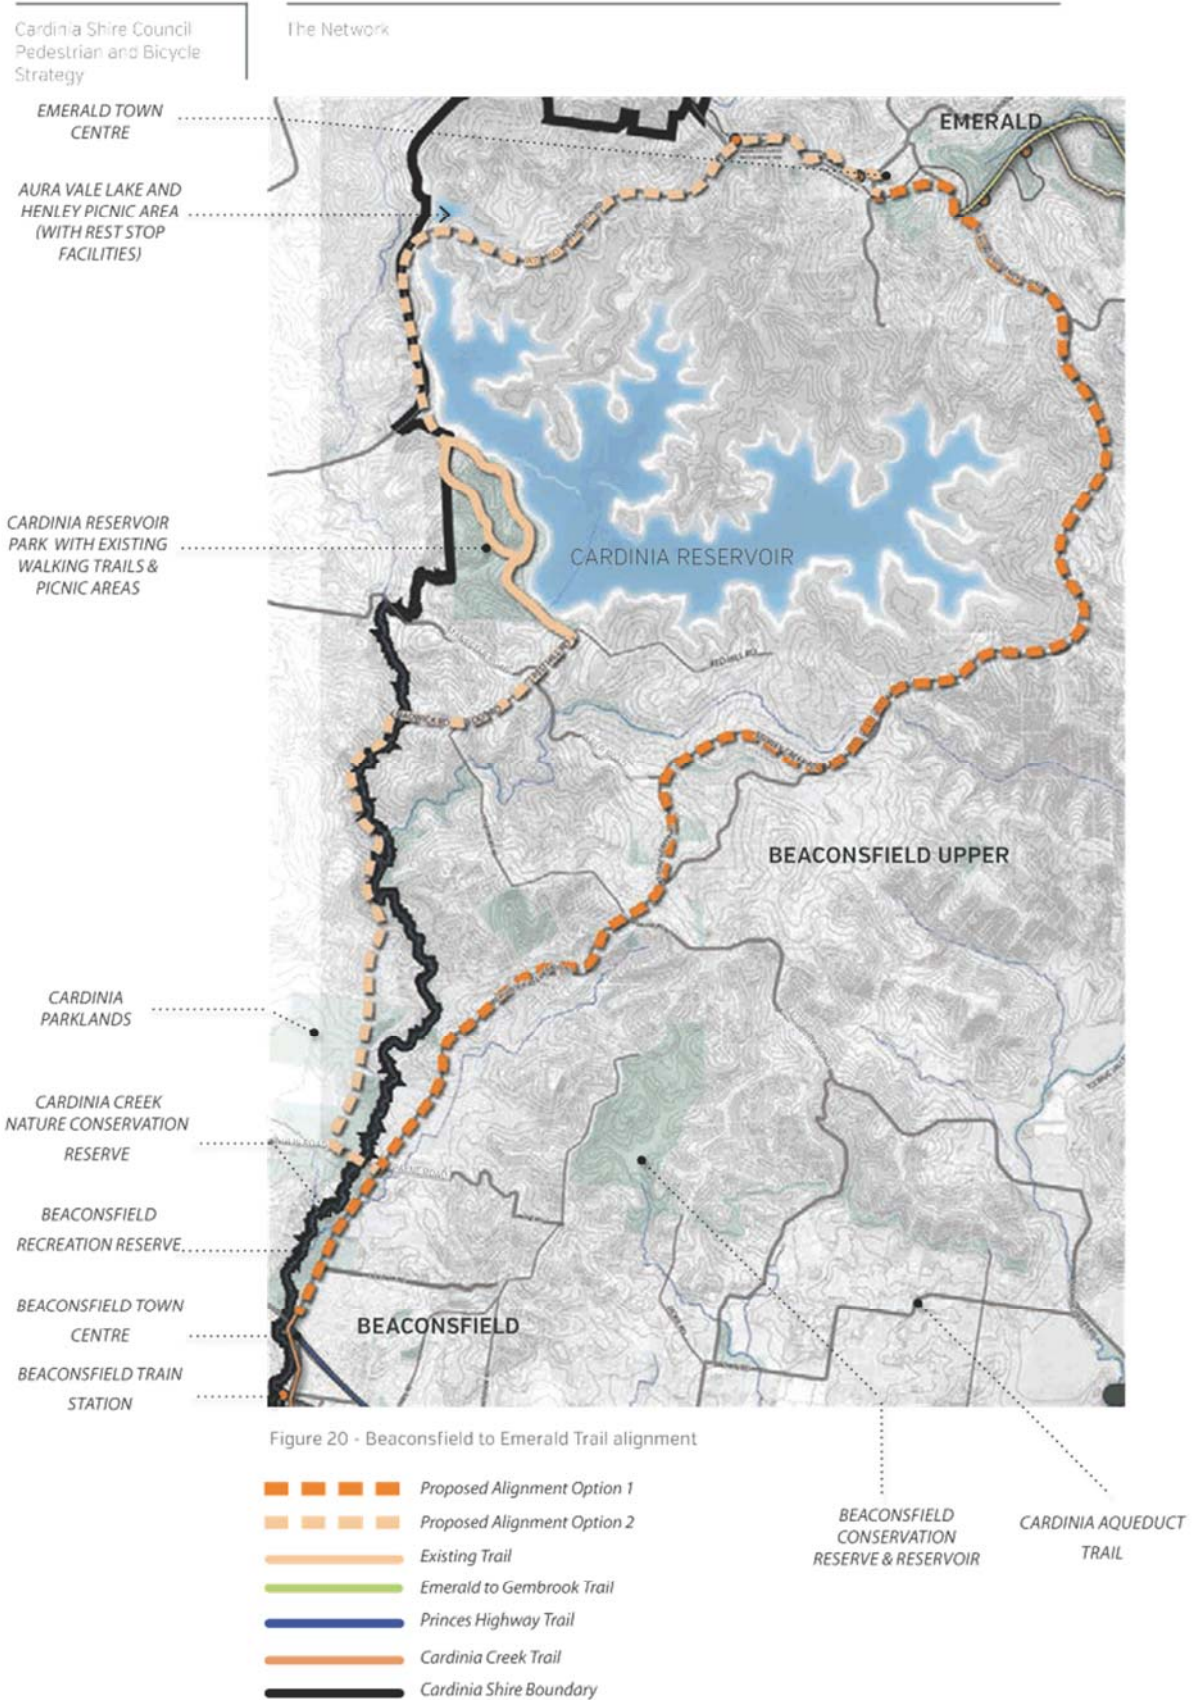 Cardinia Shire Council
Pedestrian and Bicycle
Strategy
The Network
EMERALD TOWN
CENTRE
AURA VALE LAKE AND
HENLEY PICNIC AREA
(WITH REST STOP
FACILITIES)
CARDINIA RESERVOIR
PARK WITH EXISTING
WALKING TRAILS &
PICNIC AREAS
CARDINIA
PARKLANDS
CARDINIA CREEK
NATURE CONSERVATION
RESERVE
BEACONSFIELD
RECREATION RESERVE
BEACONSFIELD TOWN
CENTRE
BEACONSFIELD TRAIN
STATION
EMERALD
CARDINIA RESERVOIR
RED HILL RD
BEACONSFIELD UPPER
BEACONSFIELD
Figure 20 - Beaconsfield to Emerald Trail alignment
Proposed Alignment Option 1
Proposed Alignment Option 2
Existing Trail
Emerald to Gembrook Trail
Princes Highway Trail
Cardinia Creek Trail
Cardinia Shire Boundary
BEACONSFIELD
CONSERVATION
RESERVE & RESERVOIR
CARDINIA AQUEDUCT
TRAIL